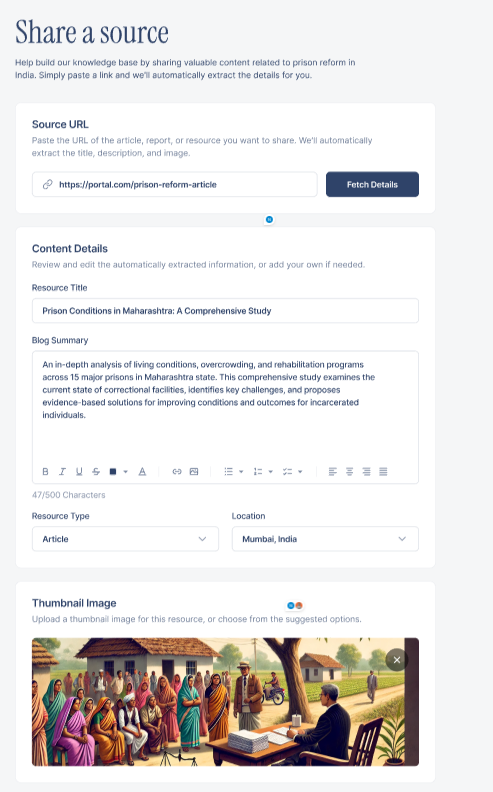 Share a source
Help build our knowledge base by sharing valuable content related to prison reform in
India. Simply paste a link and we'll automatically extract the details for you.
Source URL
Paste the URL of the article, report, or resource you want to share. We'll automatically
extract the title, description, and image.
https://portal.com/prison-reform-article
Fetch Details
Content Details
Review and edit the automatically extracted information, or add your own if needed.
Resource Title
Prison Conditions in Maharashtra: A Comprehensive Study
Blog Summary
An in-depth analysis of living conditions, overcrowding, and rehabilitation programs
across 15 major prisons in Maharashtra state. This comprehensive study examines the
current state of correctional facilities, identifies key challenges, and proposes
evidence-based solutions for improving conditions and outcomes for incarcerated
individuals.
B I U S A
47/500 Characters
Resource Type
Location
Article
Mumbai, India
Thumbnail Image
Upload a thumbnail image for this resource, or choose from the suggested options.